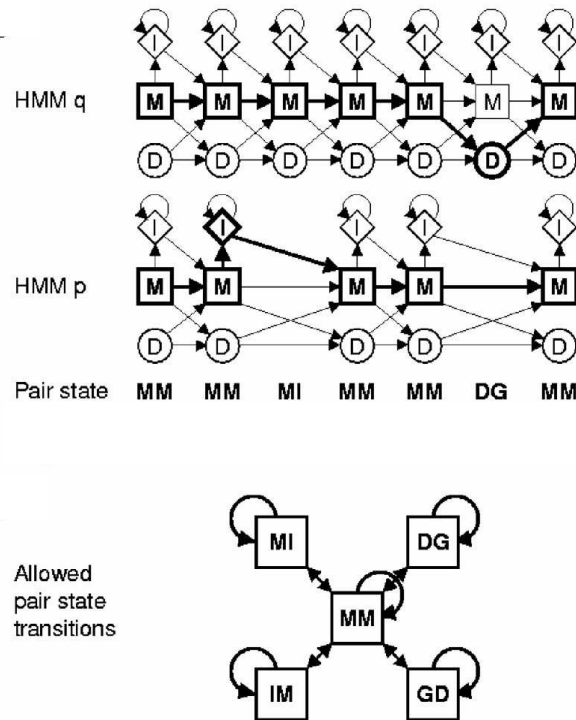 I I I I I I I
HMM q M M M M M M M
D D D D D D D
I I I I I
HMM p M M M M M
D D D D D
Pair state MM MM MI MM MM DG MM
MI DG
Allowed
pair state
transitions
MM
IM GD